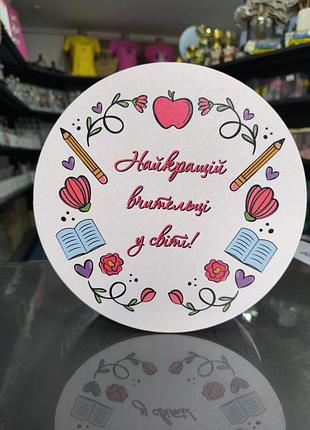 Найкращій
вчительці
у світі!